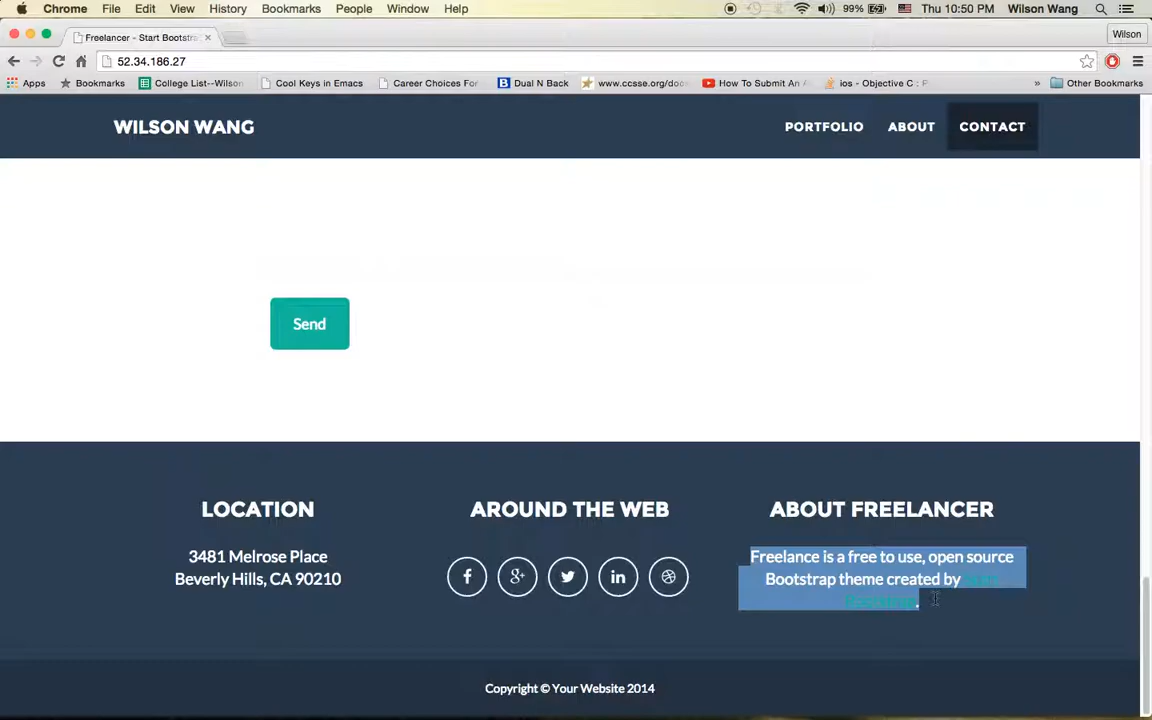 Chrome File Edit View History Bookmarks People Window Help 99% Thu 10:50 PM Wilson Wang
Freelancer - Start Bootstra Wilson
52.34.186.27
Apps Bookmarks College List--Wilson Cool Keys in Emacs Career Choices For Dual N Back www.ccsse.org/doc How To Submit An A ios - Objective C : P » Other Bookmarks
WILSON WANG PORTFOLIO ABOUT CONTACT
Send
LOCATION
3481 Melrose Place
Beverly Hills, CA 90210
AROUND THE WEB
f g+ in
ABOUT FREELANCER
Freelance is a free to use, open source
Bootstrap theme created by Start
Bootstrap.
Copyright © Your Website 2014